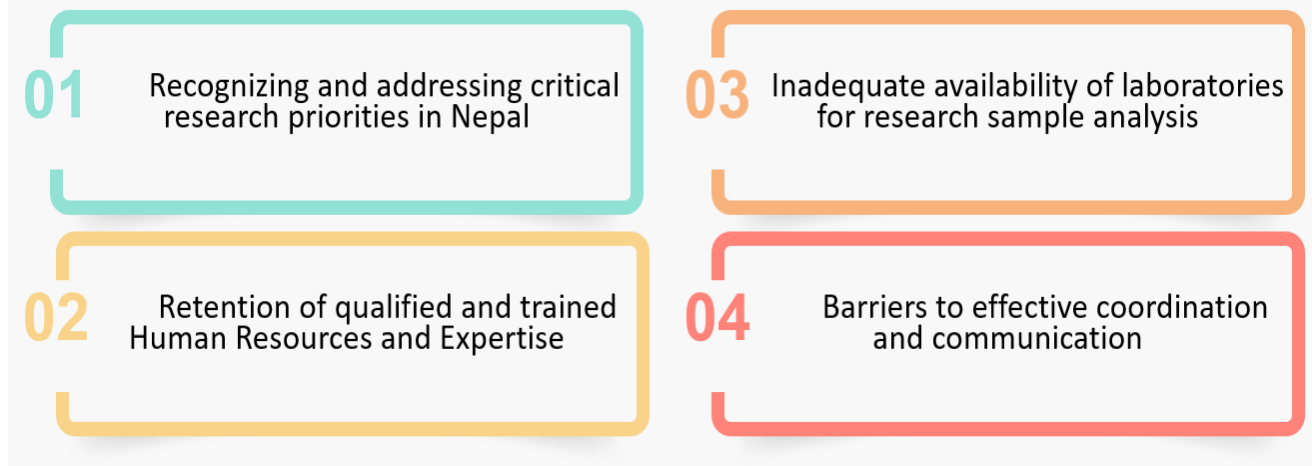 01
Recognizing and addressing critical
research priorities in Nepal
02
Retention of qualified and trained
Human Resources and Expertise
03
Inadequate availability of laboratories
for research sample analysis
04
Barriers to effective coordination
and communication